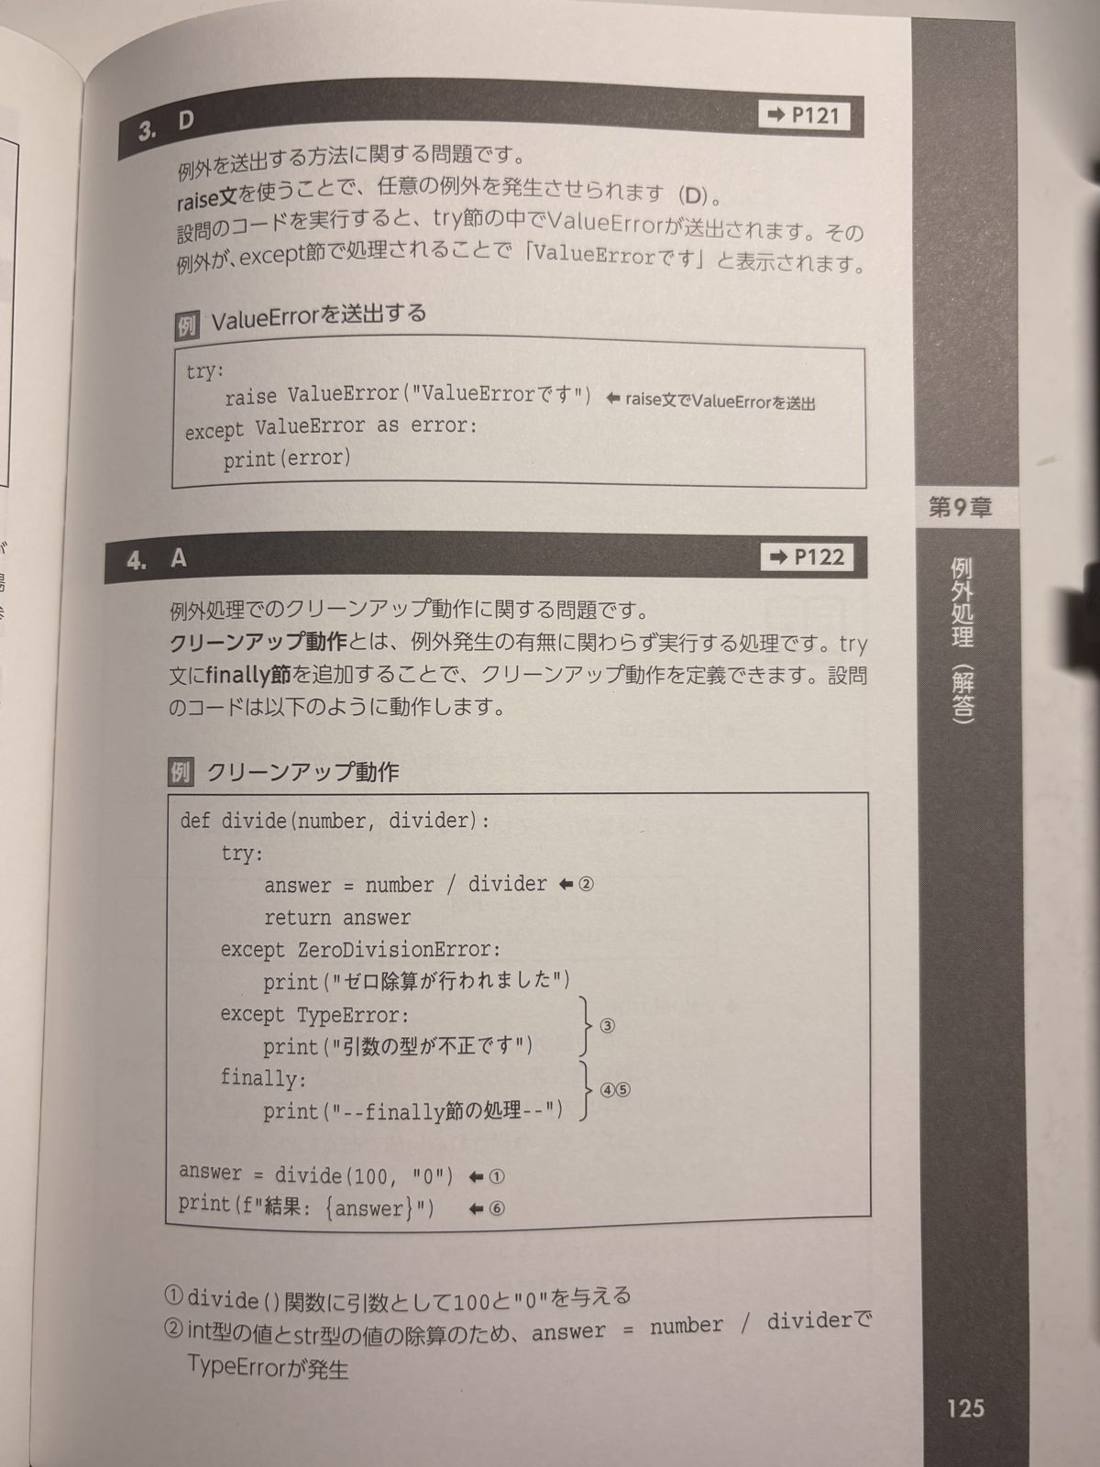 3. D ➡ P121
例外を送出する方法に関する問題です。
raise文を使うことで、任意の例外を発生させられます（D）。
設問のコードを実行すると、try節の中でValueErrorが送出されます。その
例外が、except節で処理されることで「ValueErrorです」と表示されます。
例 ValueErrorを送出する
try:
    raise ValueError("ValueErrorです") ⬅ raise文でValueErrorを送出
except ValueError as error:
    print(error)
4. A ➡ P122
例外処理でのクリーンアップ動作に関する問題です。
クリーンアップ動作とは、例外発生の有無に関わらず実行する処理です。try
文にfinally節を追加することで、クリーンアップ動作を定義できます。設問
のコードは以下のように動作します。
例 クリーンアップ動作
def divide(number, divider):
    try:
        answer = number / divider ⬅ ②
        return answer
    except ZeroDivisionError:
        print("ゼロ除算が行われました")
    except TypeError:
        print("引数の型が不正です")
③
    finally:
        print("--finally節の処理--")
④⑤
answer = divide(100, "0") ⬅ ①
print(f"結果: {answer}") ⬅ ⑥
①divide()関数に引数として100と"0"を与える
②int型の値とstr型の値の除算のため、answer = number / dividerで
TypeErrorが発生
第9章
例外処理（解答）
125